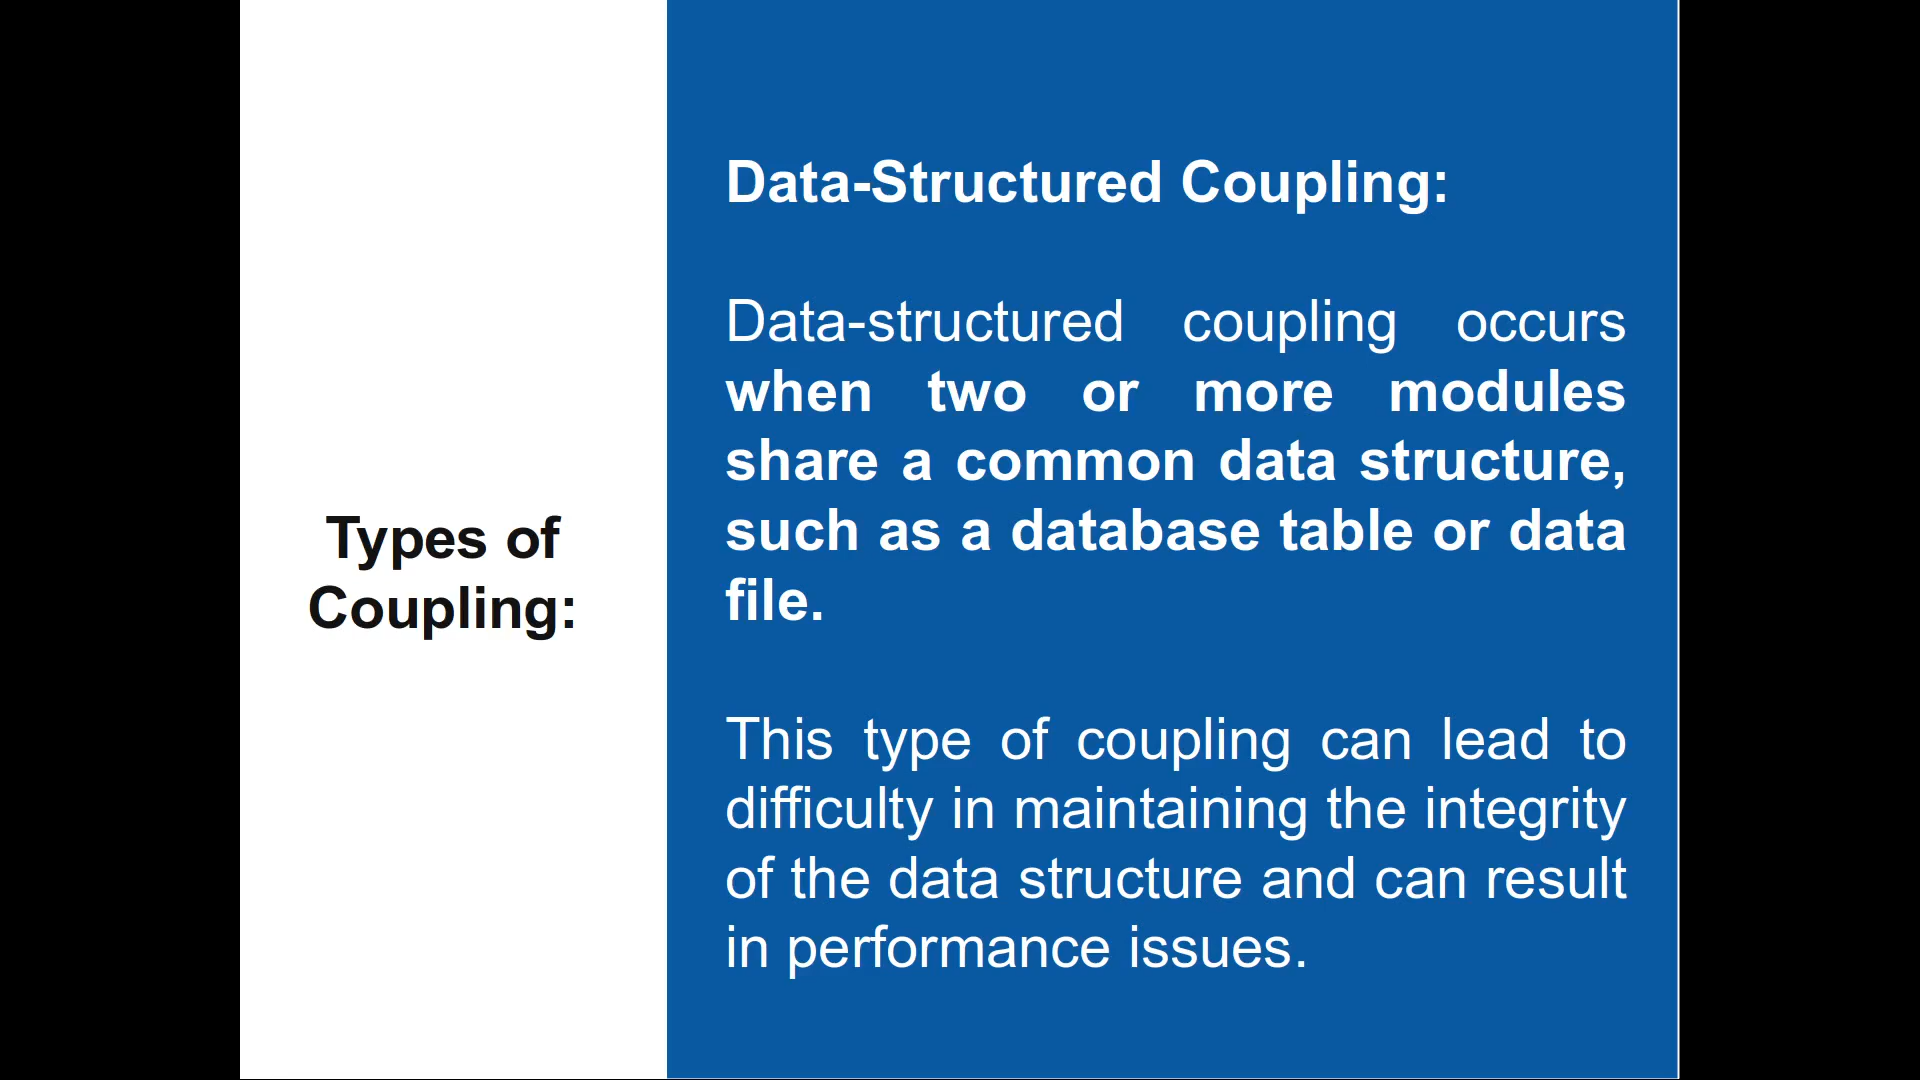 Types of
Coupling:
Data-Structured Coupling:
Data-structured coupling occurs
when two or more modules
share a common data structure,
such as a database table or data
file.
This type of coupling can lead to
difficulty in maintaining the integrity
of the data structure and can result
in performance issues.